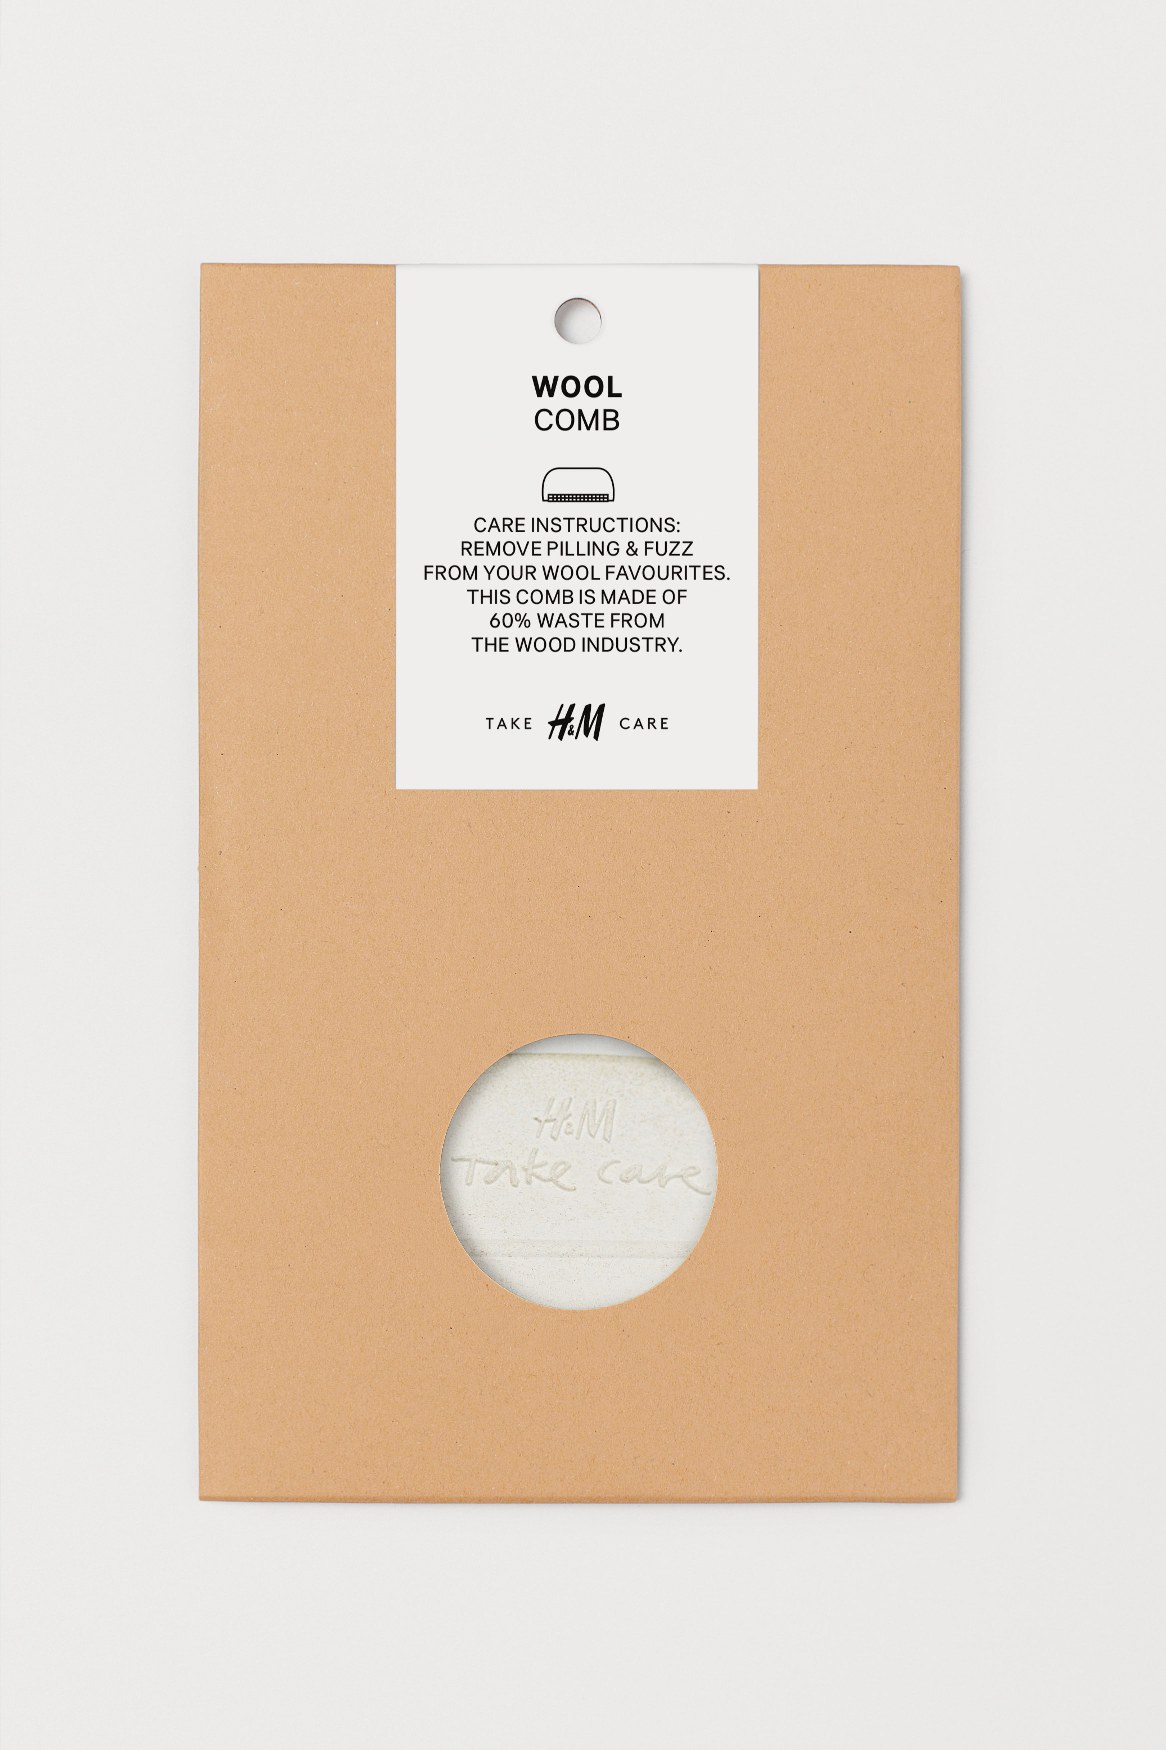 WOOL
COMB
CARE INSTRUCTIONS:
REMOVE PILLING & FUZZ
FROM YOUR WOOL FAVOURITES.
THIS COMB IS MADE OF
60% WASTE FROM
THE WOOD INDUSTRY.
TAKE H&M CARE
H&M
Take care